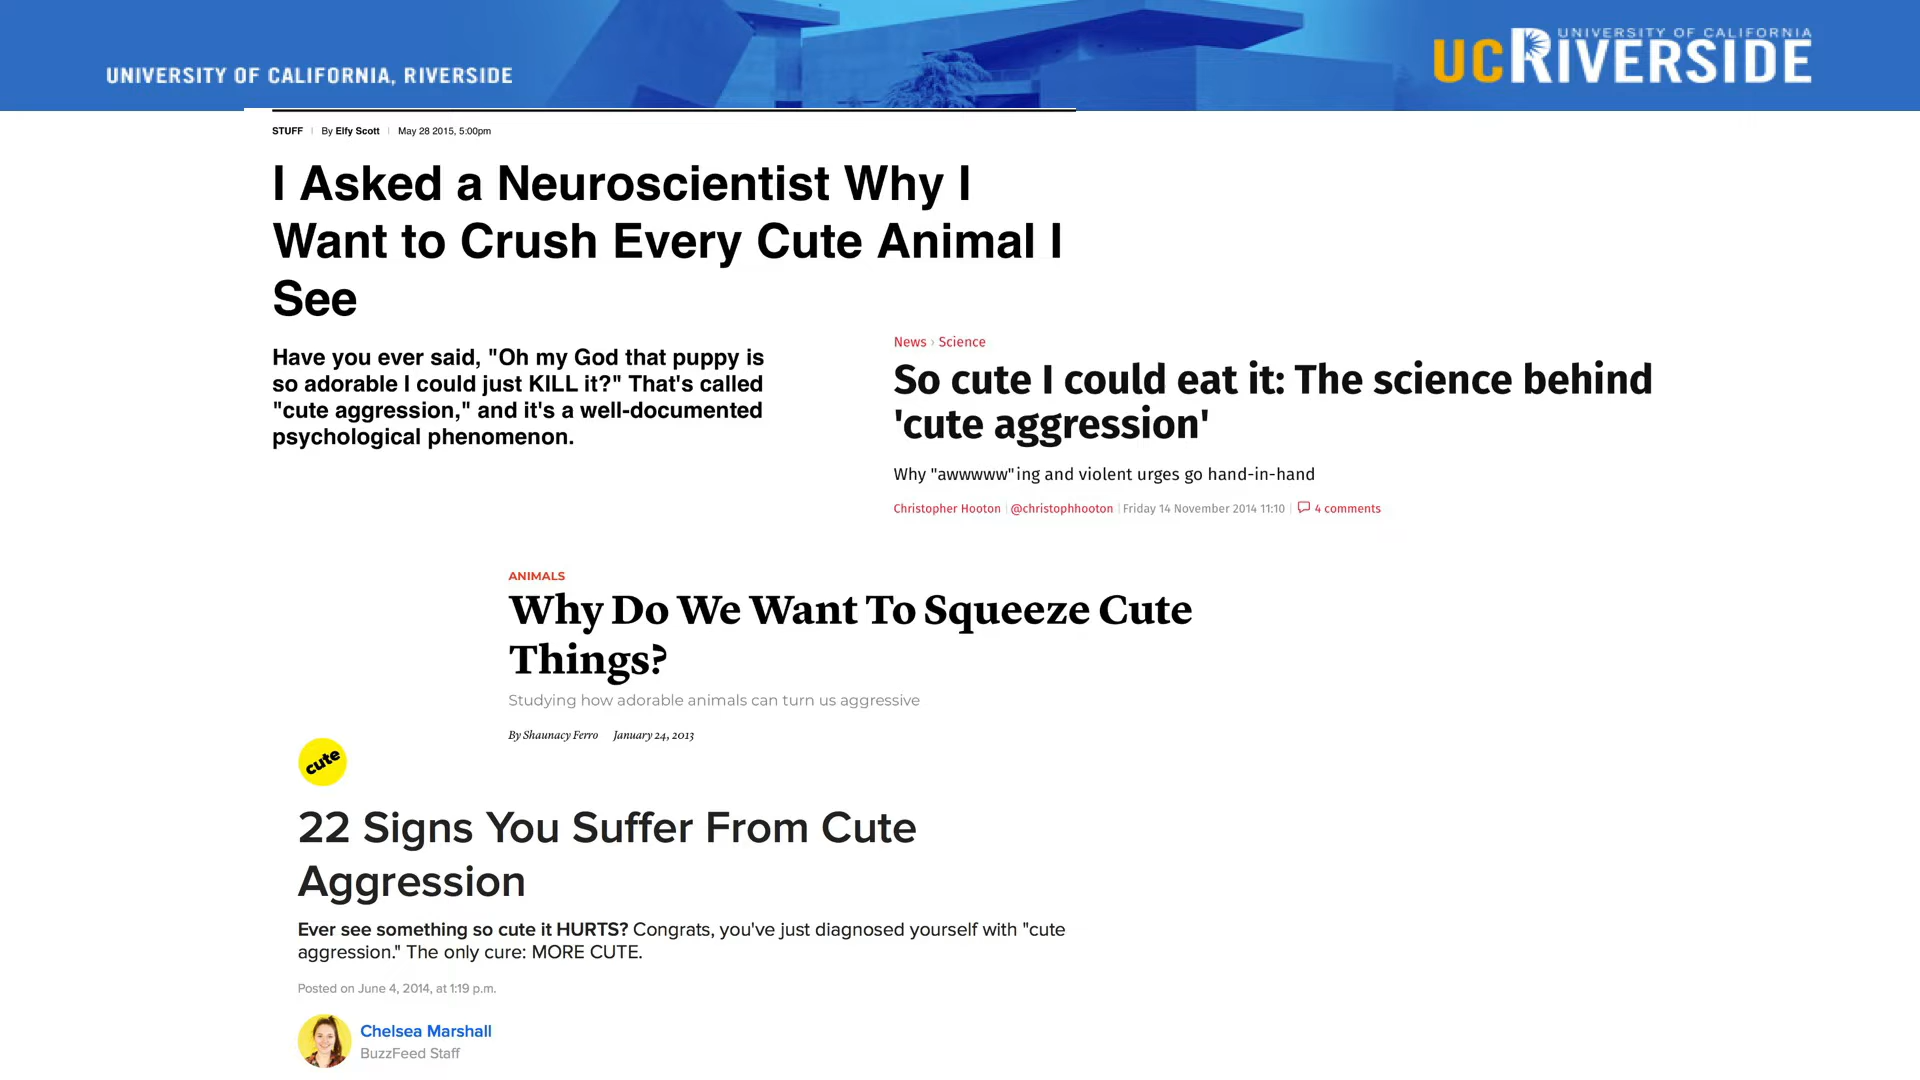 UNIVERSITY OF CALIFORNIA, RIVERSIDE
UNIVERSITY OF CALIFORNIA
UCRIVERSIDE
STUFF | By Elfy Scott | May 28 2015, 5:00pm
I Asked a Neuroscientist Why I
Want to Crush Every Cute Animal I
See
Have you ever said, "Oh my God that puppy is
so adorable I could just KILL it?" That's called
"cute aggression," and it's a well-documented
psychological phenomenon.
News › Science
So cute I could eat it: The science behind
'cute aggression'
Why "awwwww"ing and violent urges go hand-in-hand
Christopher Hooton | @christophhooton | Friday 14 November 2014 11:10 | 4 comments
ANIMALS
Why Do We Want To Squeeze Cute
Things?
Studying how adorable animals can turn us aggressive
By Shaunacy Ferro January 24, 2013
cute
22 Signs You Suffer From Cute
Aggression
Ever see something so cute it HURTS? Congrats, you've just diagnosed yourself with "cute
aggression." The only cure: MORE CUTE.
Posted on June 4, 2014, at 1:19 p.m.
Chelsea Marshall
BuzzFeed Staff